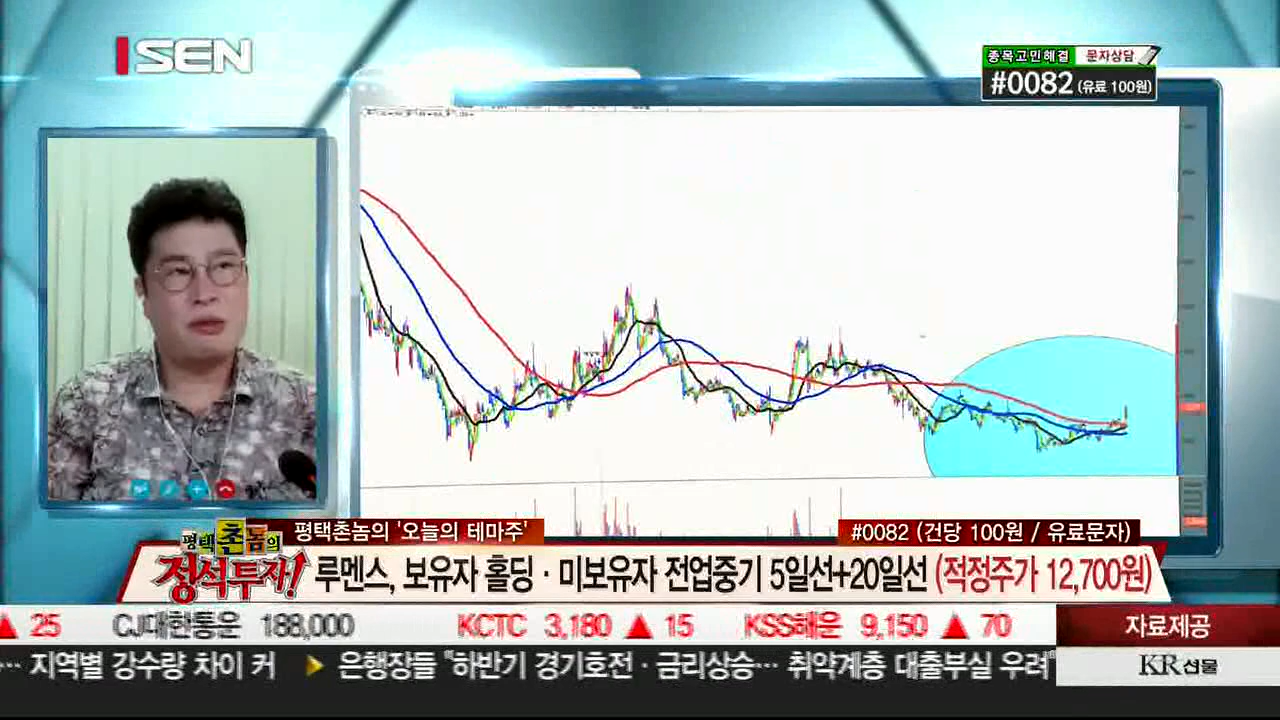 SEN
종목고민해결 문자상담
#0082 (유료 100원)
평택촌놈의 정석투자!
평택촌놈의 '오늘의 테마주'
#0082 (건당 100원 / 유료문자)
루멘스, 보유자 홀딩 · 미보유자 전업중기 5일선+20일선 (적정주가 12,700원)
▲ 25 CJ대한통운 188,000 KCTC 3,180 ▲ 15 KSS해운 9,150 ▲ 70
자료제공
··· 지역별 강수량 차이 커 ▶ 은행장들 "하반기 경기호전 · 금리상승··· 취약계층 대출부실 우려"
KR선물